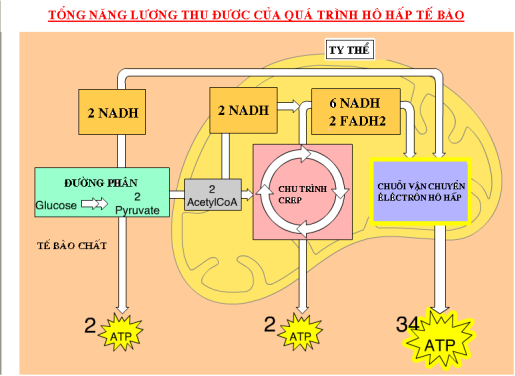 TỔNG NĂNG LƯỢNG THU ĐƯỢC CỦA QUÁ TRÌNH HÔ HẤP TẾ BÀO
TY THỂ
2 NADH
2 NADH
6 NADH
2 FADH2
ĐƯỜNG PHÂN
Glucose
2
Pyruvate
2
AcetylCoA
CHU TRÌNH
CREP
CHUỖI VẬN CHUYỂN
ÊLÊCTRÔN HÔ HẤP
TẾ BÀO CHẤT
2
ATP
2
ATP
34
ATP